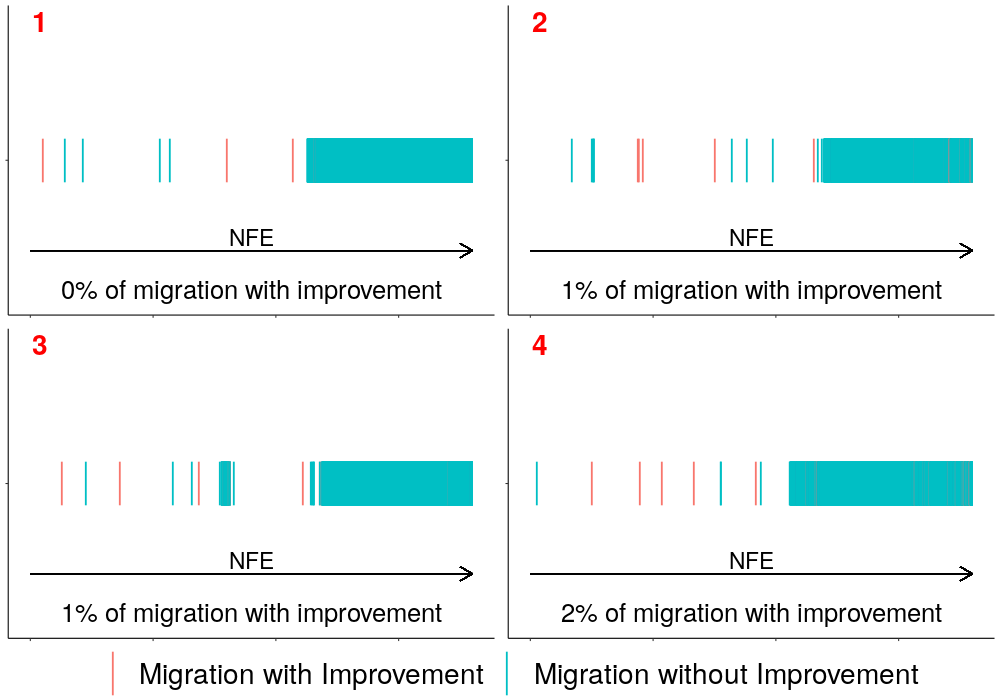 1
NFE
0% of migration with improvement
2
NFE
1% of migration with improvement
3
NFE
1% of migration with improvement
4
NFE
2% of migration with improvement
Migration with Improvement
Migration without Improvement